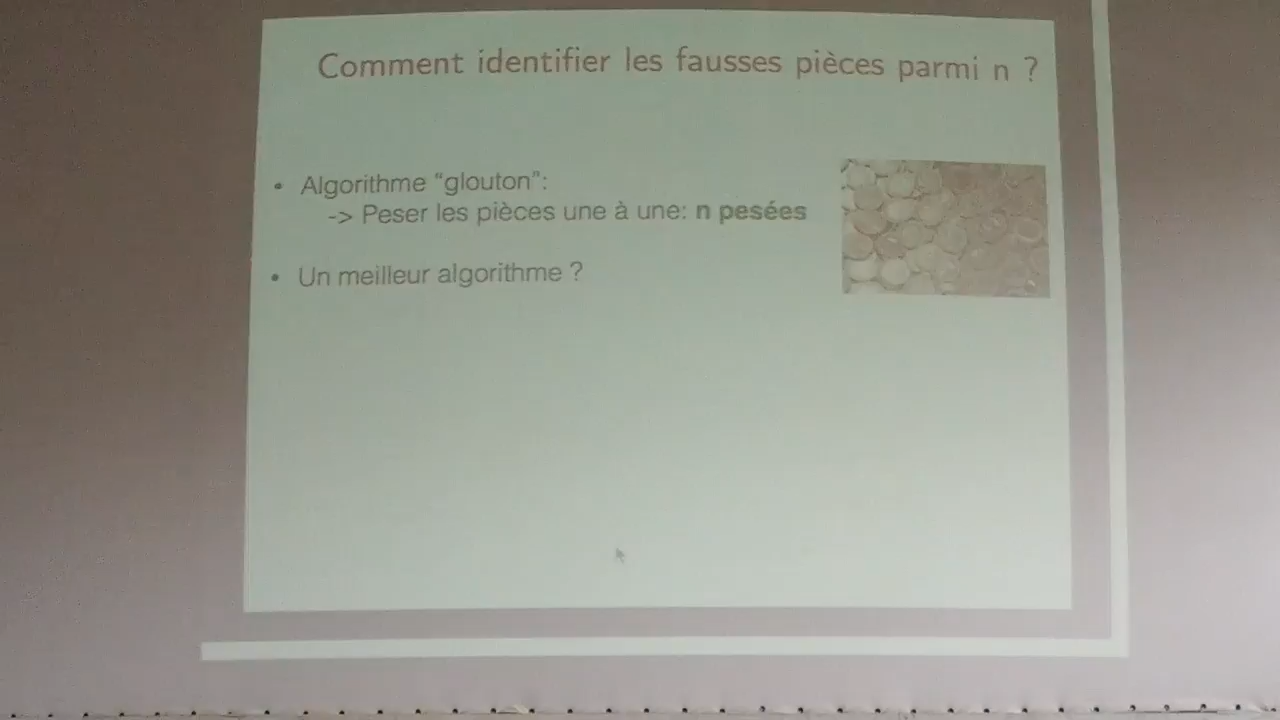 Comment identifier les fausses pièces parmi n ?
• Algorithme “glouton”:
-> Peser les pièces une à une: n pesées
• Un meilleur algorithme ?